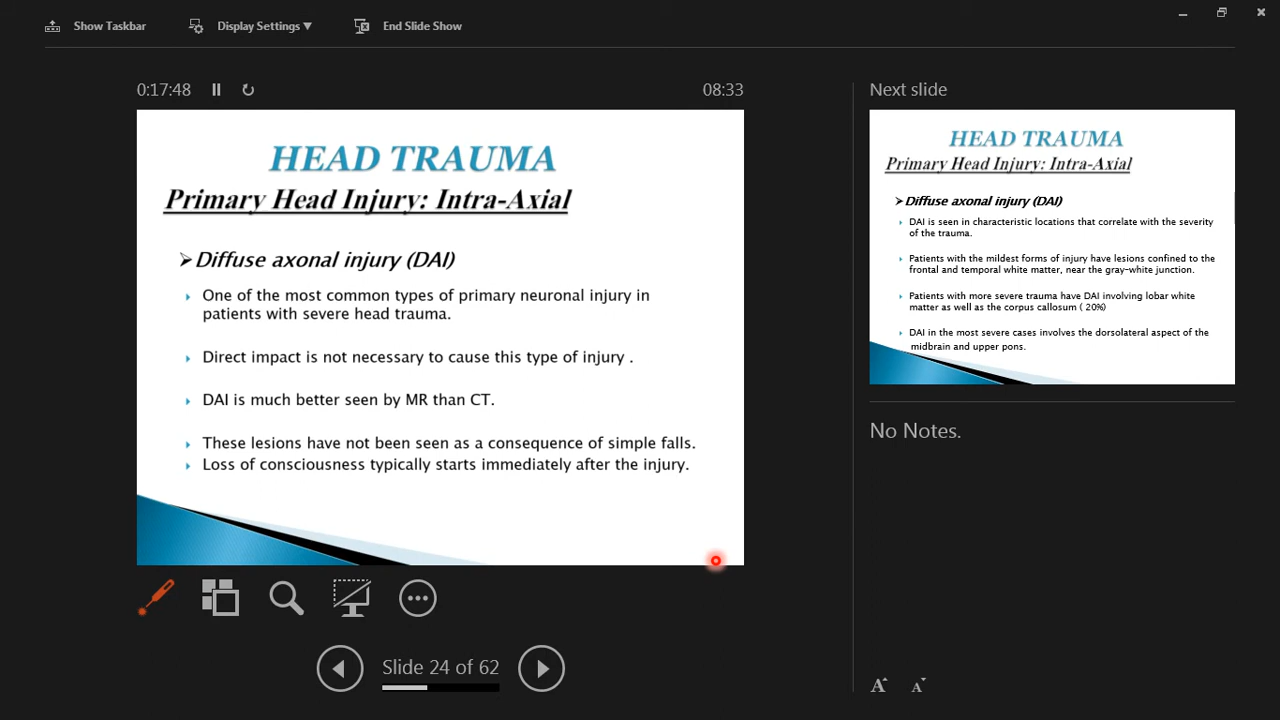 Show Taskbar
Display Settings ▼
End Slide Show
0:17:48
08:33
HEAD TRAUMA
Primary Head Injury: Intra-Axial
➢ Diffuse axonal injury (DAI)
One of the most common types of primary neuronal injury in
patients with severe head trauma.
Direct impact is not necessary to cause this type of injury .
DAI is much better seen by MR than CT.
These lesions have not been seen as a consequence of simple falls.
Loss of consciousness typically starts immediately after the injury.
Slide 24 of 62
Next slide
HEAD TRAUMA
Primary Head Injury: Intra-Axial
➢ Diffuse axonal injury (DAI)
DAI is seen in characteristic locations that correlate with the severity
of the trauma.
Patients with the mildest forms of injury have lesions confined to the
frontal and temporal white matter, near the gray-white junction.
Patients with more severe trauma have DAI involving lobar white
matter as well as the corpus callosum ( 20%)
DAI in the most severe cases involves the dorsolateral aspect of the
midbrain and upper pons.
No Notes.
A A